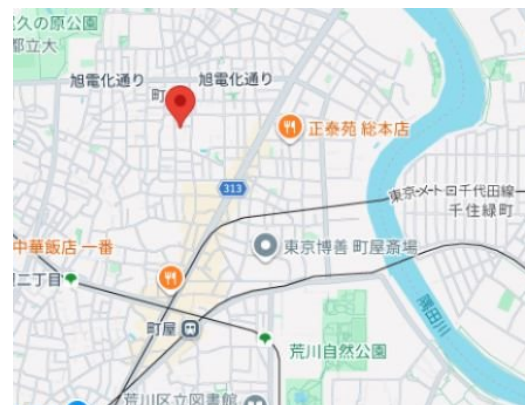 久の原公園
都立大
旭電化通り
旭電化通り
町
正泰苑 総本店
313
東京メトロ千代田線
千住緑町
中華飯店 一番
東京博善 町屋斎場
二丁目
隅田川
町屋
荒川自然公園
荒川区立図書館